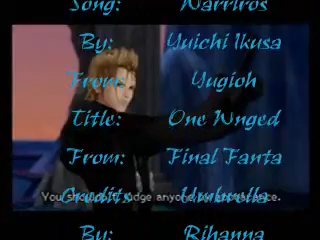 Song: Warriros
By: Yuichi Ikusa
From: Yugioh
Title: One Wnged
From: Final Fanta
You shouldn't judge anyone by appearance.
Credits: Umbrella
By: Rihanna